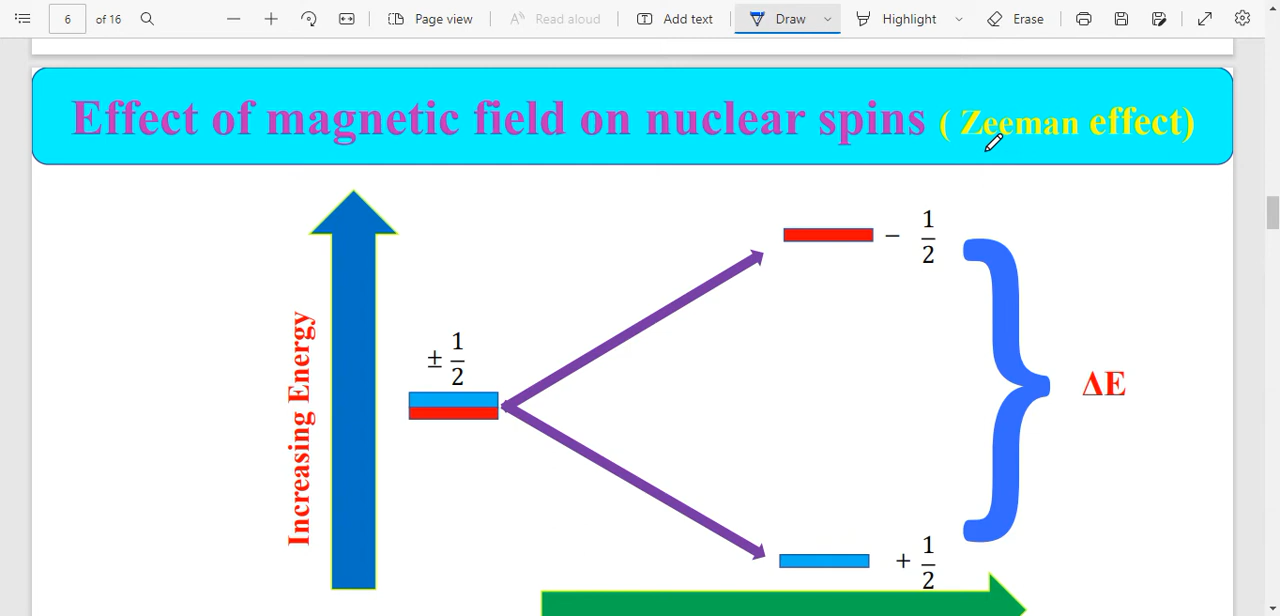 6 of 16 Page view Read aloud Add text Draw Highlight Erase
Effect of magnetic field on nuclear spins ( Zeeman effect)
− 1/2
± 1/2
ΔE
Increasing Energy
+ 1/2